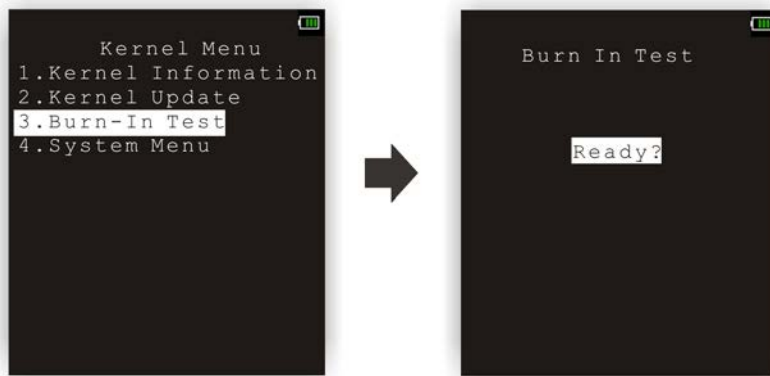 Kernel Menu
1.Kernel Information
2.Kernel Update
3.Burn-In Test
4.System Menu
Burn In Test
Ready?